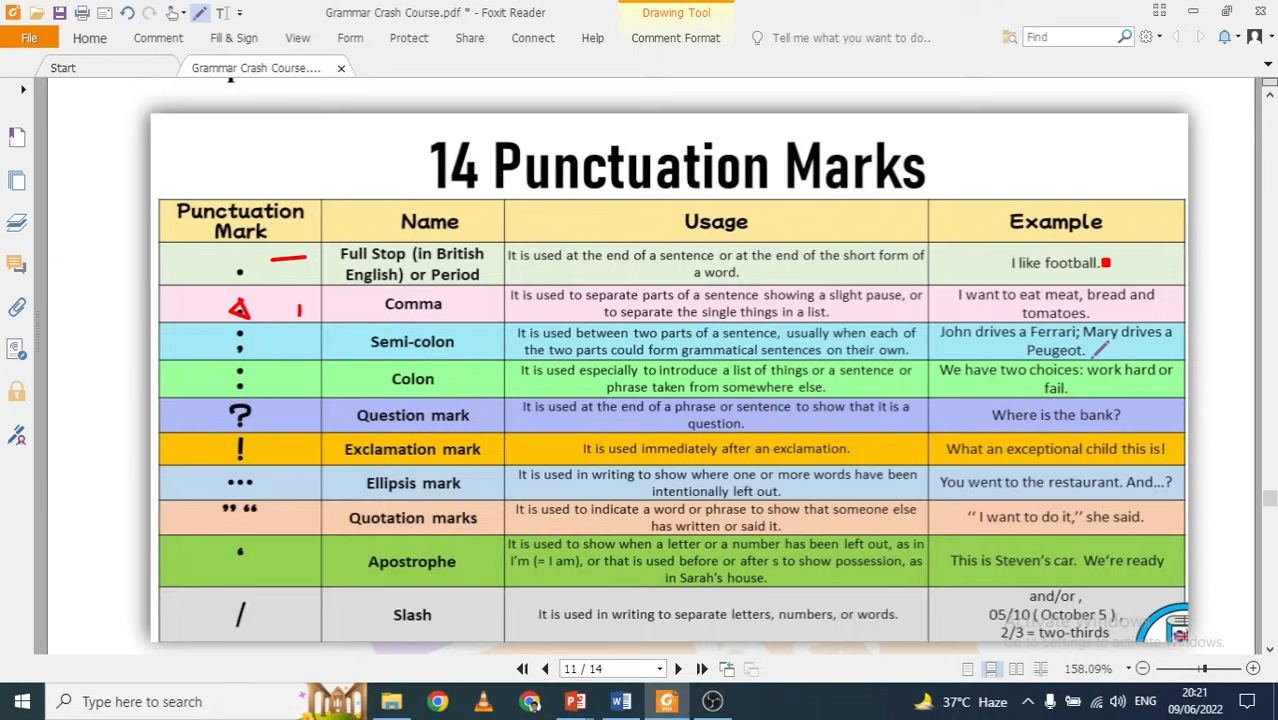 Grammar Crash Course.pdf * - Foxit Reader
Drawing Tool
File
Home
Comment
Fill & Sign
View
Form
Protect
Share
Connect
Help
Comment Format
Tell me what you want to do..
Find
Start
Grammar Crash Course....
14 Punctuation Marks
Punctuation
Mark
Name
Usage
Example
.
Full Stop (in British
English) or Period
It is used at the end of a sentence or at the end of the short form of
a word.
I like football.
Comma
It is used to separate parts of a sentence showing a slight pause, or
to separate the single things in a list.
I want to eat meat, bread and
tomatoes.
;
Semi-colon
It is used between two parts of a sentence, usually when each of
the two parts could form grammatical sentences on their own.
John drives a Ferrari; Mary drives a
Peugeot.
:
Colon
It is used especially to introduce a list of things or a sentence or
phrase taken from somewhere else.
We have two choices: work hard or
fail.
?
Question mark
It is used at the end of a phrase or sentence to show that it is a
question.
Where is the bank?
!
Exclamation mark
It is used immediately after an exclamation.
What an exceptional child this is!
...
Ellipsis mark
It is used in writing to show where one or more words have been
intentionally left out.
You went to the restaurant. And...?
” “
Quotation marks
It is used to indicate a word or phrase to show that someone else
has written or said it.
“ I want to do it,” she said.
‘
Apostrophe
It is used to show when a letter or a number has been left out, as in
I’m (= I am), or that is used before or after s to show possession, as
in Sarah’s house.
This is Steven’s car. We’re ready
/
Slash
It is used in writing to separate letters, numbers, or words.
and/or ,
05/10 ( October 5 ) ,
2/3 = two-thirds
Activate Windows
Go to Settings to activate Windows.
11 / 14
158.09%
Type here to search
37°C Haze
ENG
20:21
09/06/2022